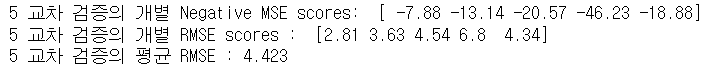 5 교차 검증의 개별 Negative MSE scores:  [ -7.88 -13.14 -20.57 -46.23 -18.88]
5 교차 검증의 개별 RMSE scores :  [2.81 3.63 4.54 6.8  4.34]
5 교차 검증의 평균 RMSE : 4.423